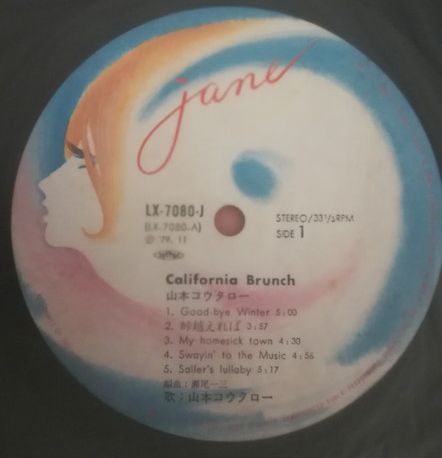 jane
LX-7080-J
(LX-7080-A)
Ⓟ '79. 11
STEREO/33⅓RPM
SIDE 1
California Brunch
山本コウタロー
1. Good-bye Winter 5:00
2. 峠越えれば 3:57
3. My homesick town 4:30
4. Swayin' to the Music 4:56
5. Sailer's lullaby 5:17
編曲：瀬尾一三
歌：山本コウタロー